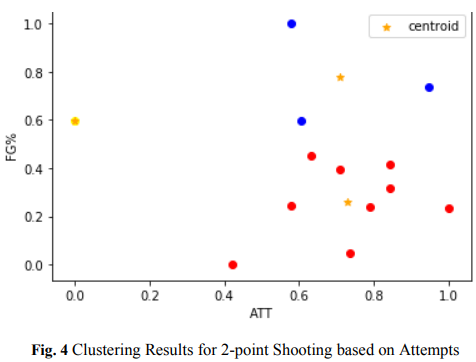 1.0
0.8
0.6
0.4
0.2
0.0
FG%
centroid
0.0 0.2 0.4 0.6 0.8 1.0
ATT
Fig. 4 Clustering Results for 2-point Shooting based on Attempts